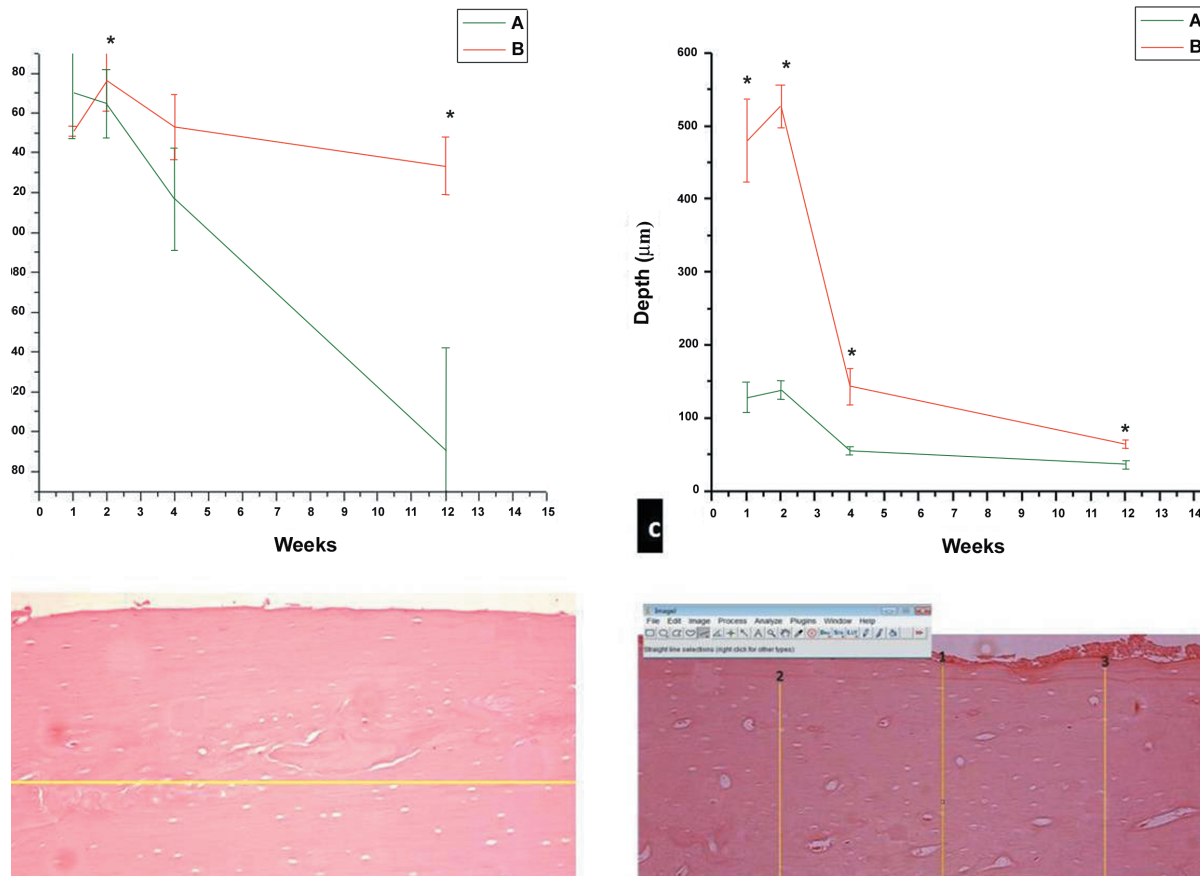 A
B
*
*
80
60
40
20
00
080
60
40
020
00
80
0 1 2 3 4 5 6 7 8 9 10 11 12 13 14 15
Weeks
A
B
Depth (μm)
600
500
400
300
200
100
0
*
*
*
*
0 1 2 3 4 5 6 7 8 9 10 11 12 13 14
Weeks
c
ImageJ
File Edit Image Process Analyze Plugins Window Help
Straight line selections (right click for other types)
2
1
3